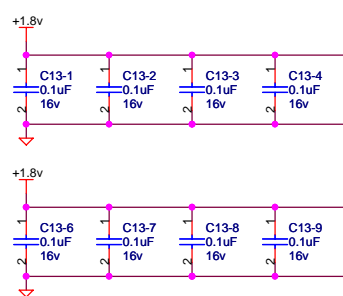 +1.8v
1 C13-1 1 C13-2 1 C13-3 1 C13-4
0.1uF 0.1uF 0.1uF 0.1uF
2 16v 2 16v 2 16v 2 16v
+1.8v
1 C13-6 1 C13-7 1 C13-8 1 C13-9
0.1uF 0.1uF 0.1uF 0.1uF
2 16v 2 16v 2 16v 2 16v